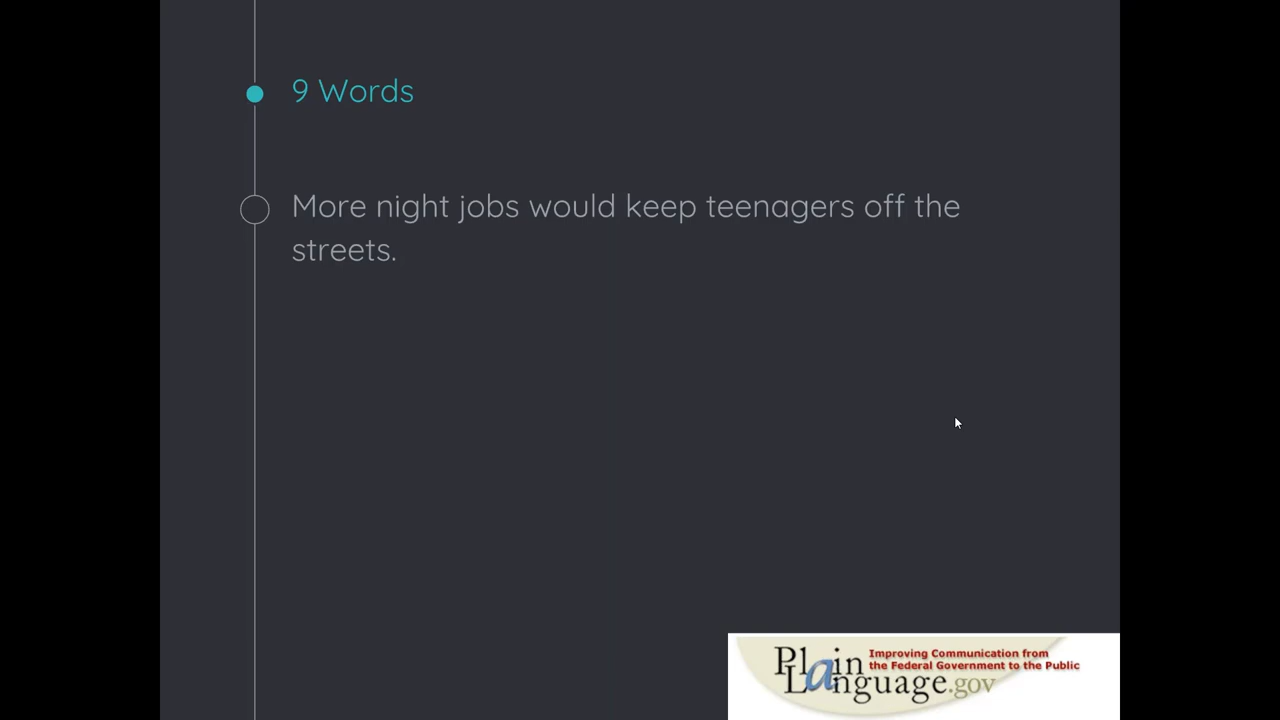 9 Words
More night jobs would keep teenagers off the
streets.
Plain
Language.gov
Improving Communication from
the Federal Government to the Public